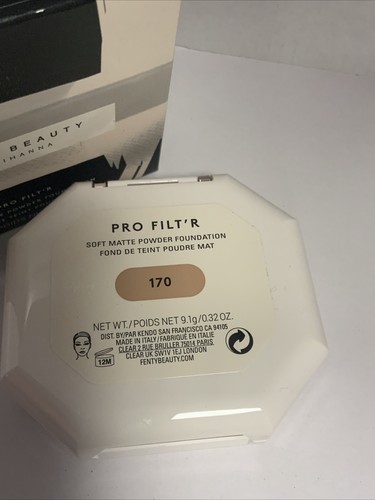 BEAUTY
IHANNA
PRO FILT'R
PRO FILT'R
SOFT MATTE POWDER FOUNDATION
FOND DE TEINT POUDRE MAT
170
NET WT./POIDS NET 9.1g/0.32 OZ.
DIST. BY/PAR KENDO SAN FRANCISCO CA 94105
MADE IN ITALY/FABRIQUÉ EN ITALIE
CLEAR 2 RUE BRULLER 75014 PARIS
CLEAR UK SW1V 1EJ LONDON
FENTYBEAUTY.COM
12M